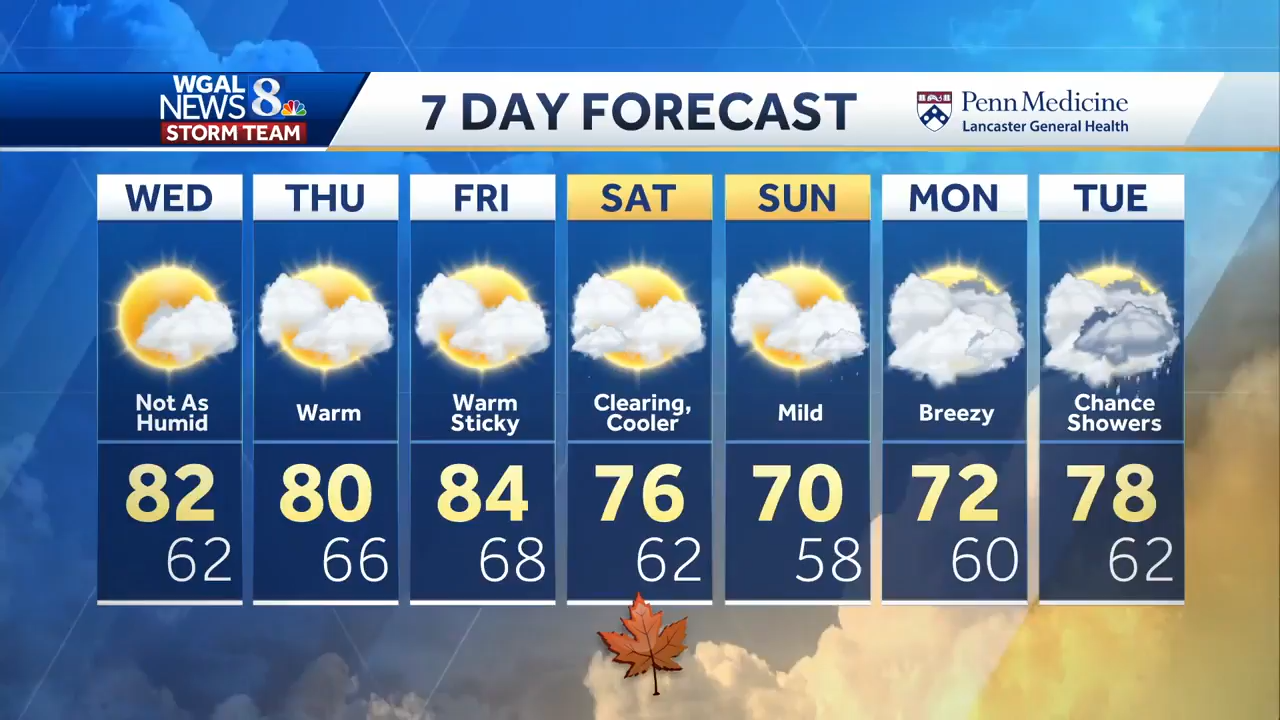 WGAL
NEWS 8
STORM TEAM
7 DAY FORECAST
Penn Medicine
Lancaster General Health
WED THU FRI SAT SUN MON TUE
Not As
Humid
Warm
Warm
Sticky
Clearing,
Cooler
Mild
Breezy
Chance
Showers
82 80 84 76 70 72 78
62 66 68 62 58 60 62